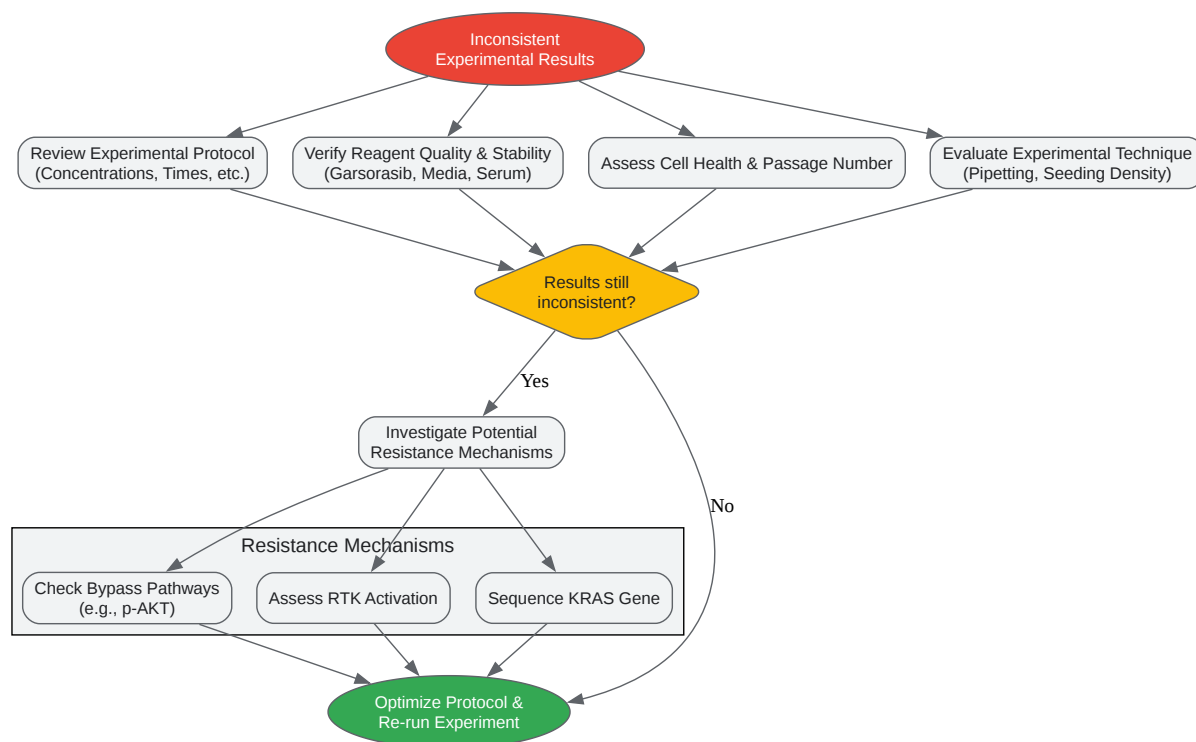 Inconsistent
Experimental Results
Review Experimental Protocol
(Concentrations, Times, etc.)
Verify Reagent Quality & Stability
(Garsorasib, Media, Serum)
Assess Cell Health & Passage Number
Evaluate Experimental Technique
(Pipetting, Seeding Density)
Results still
inconsistent?
Yes
No
Investigate Potential
Resistance Mechanisms
Resistance Mechanisms
Check Bypass Pathways
(e.g., p-AKT)
Assess RTK Activation
Sequence KRAS Gene
Optimize Protocol &
Re-run Experiment